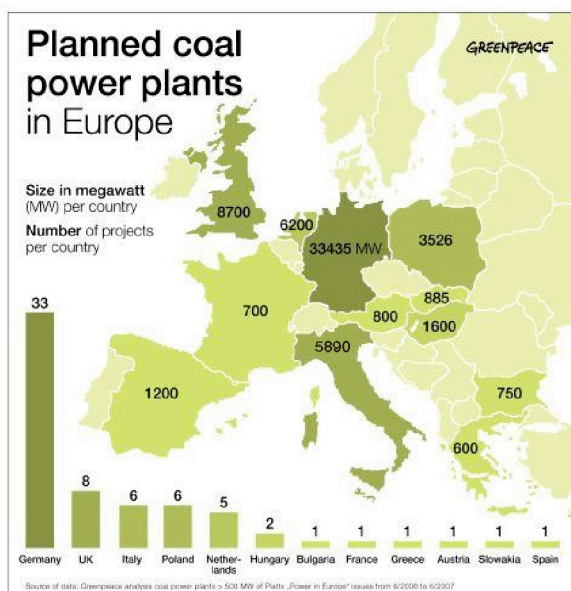 Planned coal
power plants
in Europe
GREENPEACE
Size in megawatt
(MW) per country
Number of projects
per country
8700
6200
33435 MW
3526
700
800
885
1600
5890
1200
750
600
33
8
6
6
5
2
1
1
1
1
1
1
Germany
UK
Italy
Poland
Nether-
lands
Hungary
Bulgaria
France
Greece
Austria
Slowakia
Spain
Source of data: Greenpeace analysis coal power plants > 500 MW of Platts „Power in Europe" issues from 6/2006 to 6/2007